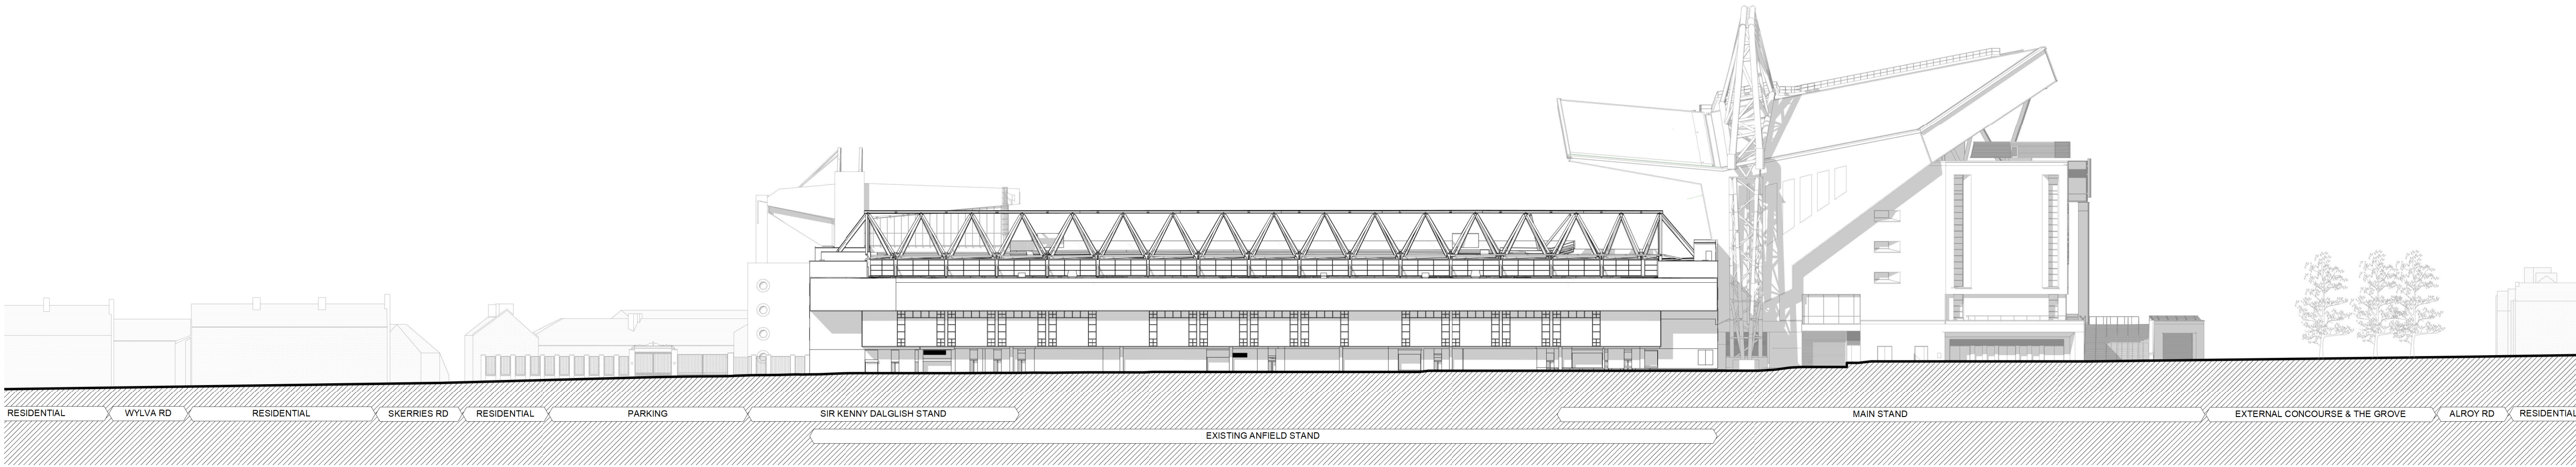 RESIDENTIAL
WYLVA RD
RESIDENTIAL
SKERRIES RD
RESIDENTIAL
PARKING
SIR KENNY DALGLISH STAND
MAIN STAND
EXTERNAL CONCOURSE & THE GROVE
ALROY RD
RESIDENTIAL
EXISTING ANFIELD STAND